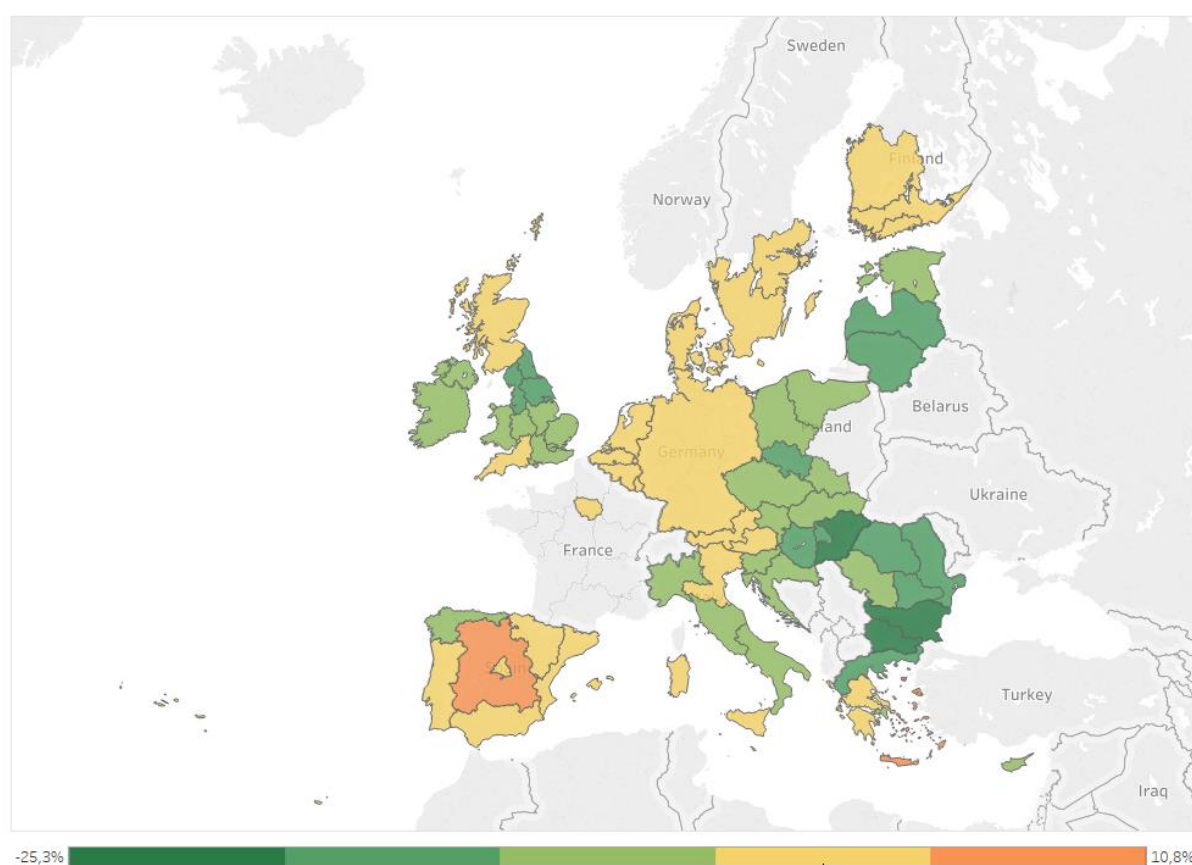 Sweden
Finland
Norway
Belarus
Poland
Germany
Ukraine
France
Spain
Turkey
Iraq
-25,3%
10,8%